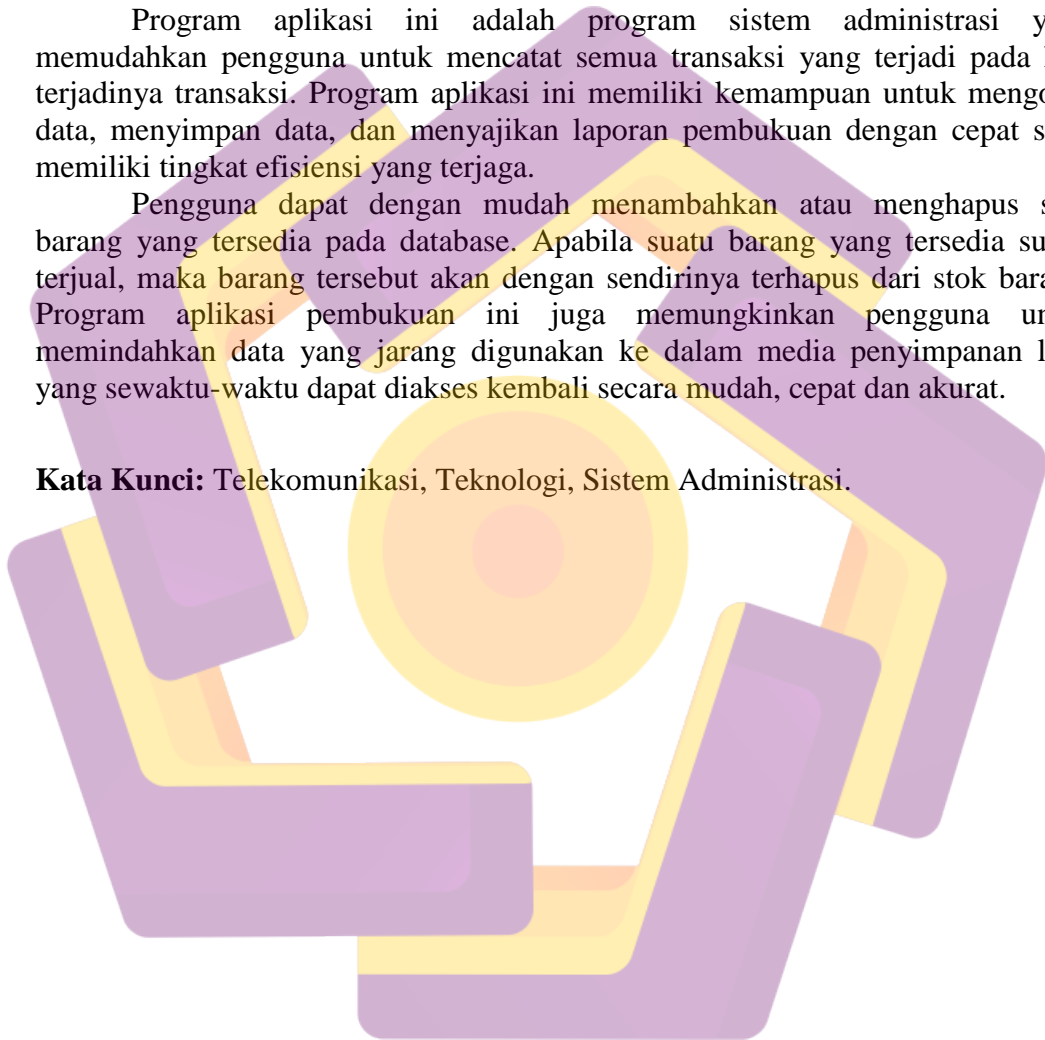 Program aplikasi ini adalah program sistem administrasi y
memudahkan pengguna untuk mencatat semua transaksi yang terjadi pada
terjadinya transaksi. Program aplikasi ini memiliki kemampuan untuk mengo
data, menyimpan data, dan menyajikan laporan pembukuan dengan cepat s
memiliki tingkat efisiensi yang terjaga.
Pengguna dapat dengan mudah menambahkan atau menghapus s
barang yang tersedia pada database. Apabila suatu barang yang tersedia su
terjual, maka barang tersebut akan dengan sendirinya terhapus dari stok bara
Program aplikasi pembukuan ini juga memungkinkan pengguna un
memindahkan data yang jarang digunakan ke dalam media penyimpanan l
yang sewaktu-waktu dapat diakses kembali secara mudah, cepat dan akurat.
Kata Kunci: Telekomunikasi, Teknologi, Sistem Administrasi.